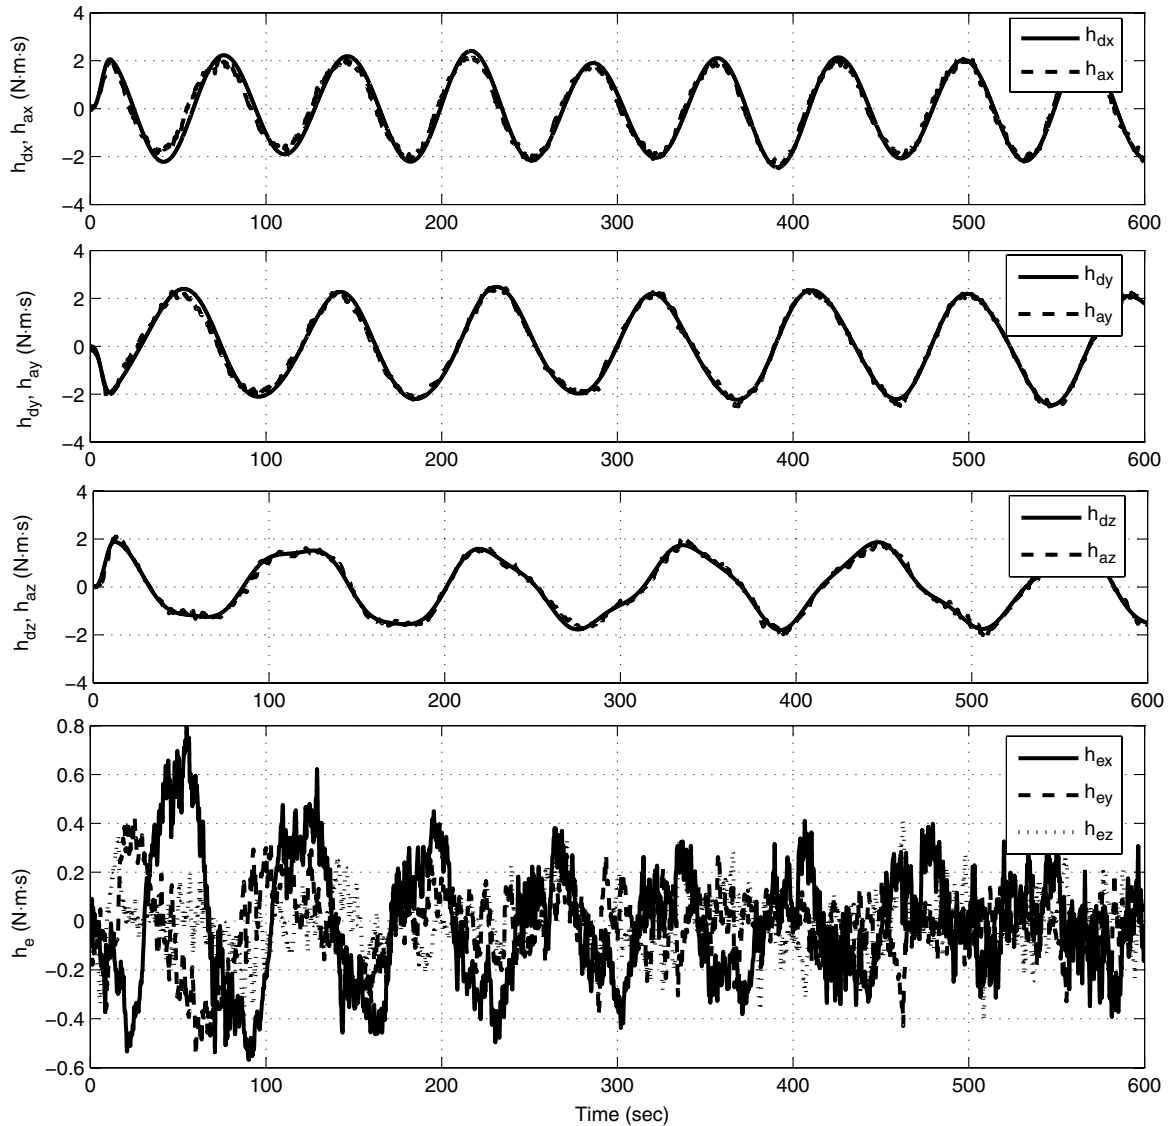 4
2
0
−2
−4
h_dx, h_ax (N·m·s)
h_dx
h_ax
0 100 200 300 400 500 600
4
2
0
−2
−4
h_dy, h_ay (N·m·s)
h_dy
h_ay
0 100 200 300 400 500 600
4
2
0
−2
−4
h_dz, h_az (N·m·s)
h_dz
h_az
0 100 200 300 400 500 600
0.8
0.6
0.4
0.2
0
−0.2
−0.4
−0.6
h_e (N·m·s)
h_ex
h_ey
h_ez
0 100 200 300 400 500 600
Time (sec)